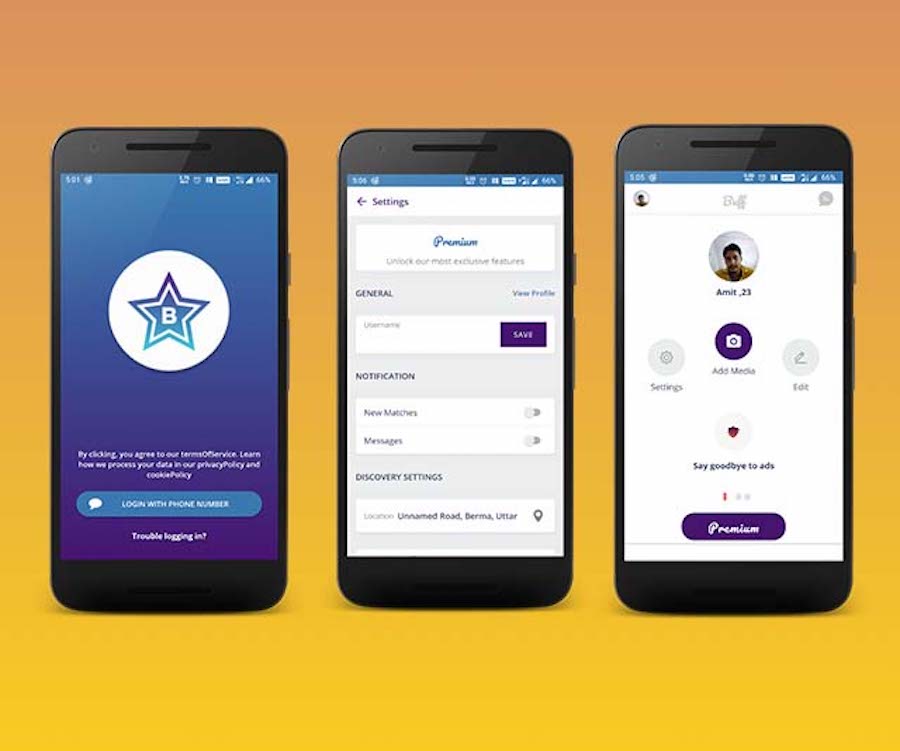 5:01
66%
B
By clicking, you agree to our termsOfService. Learn
how we process your data in our privacyPolicy and
cookiePolicy
LOGIN WITH PHONE NUMBER
Trouble logging in?
5:06
66%
Settings
Premium
Unlock our most exclusive features
GENERAL View Profile
Username
SAVE
NOTIFICATION
New Matches
Messages
DISCOVERY SETTINGS
Location Unnamed Road, Berma, Uttar
5:05
66%
Buff
Amit ,23
Add Media
Settings
Edit
Say goodbye to ads
Premium